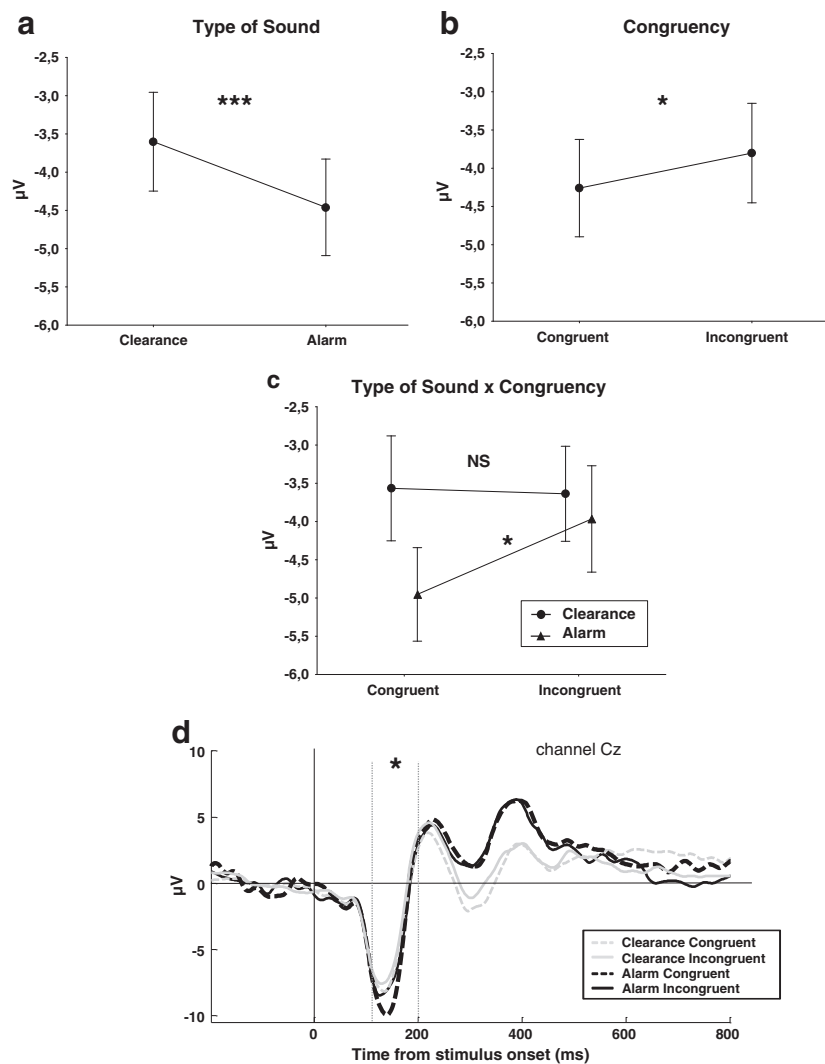 a
Type of Sound
-2,5
-3,0
-3,5
-4,0
-4,5
-5,0
-5,5
-6,0
µV
***
Clearance Alarm
b
Congruency
-2,5
-3,0
-3,5
-4,0
-4,5
-5,0
-5,5
-6,0
µV
*
Congruent Incongruent
c
Type of Sound x Congruency
-2,5
-3,0
-3,5
-4,0
-4,5
-5,0
-5,5
-6,0
µV
NS
*
Clearance
Alarm
Congruent Incongruent
d
channel Cz
*
10
5
0
-5
-10
µV
Clearance Congruent
Clearance Incongruent
Alarm Congruent
Alarm Incongruent
0 200 400 600 800
Time from stimulus onset (ms)